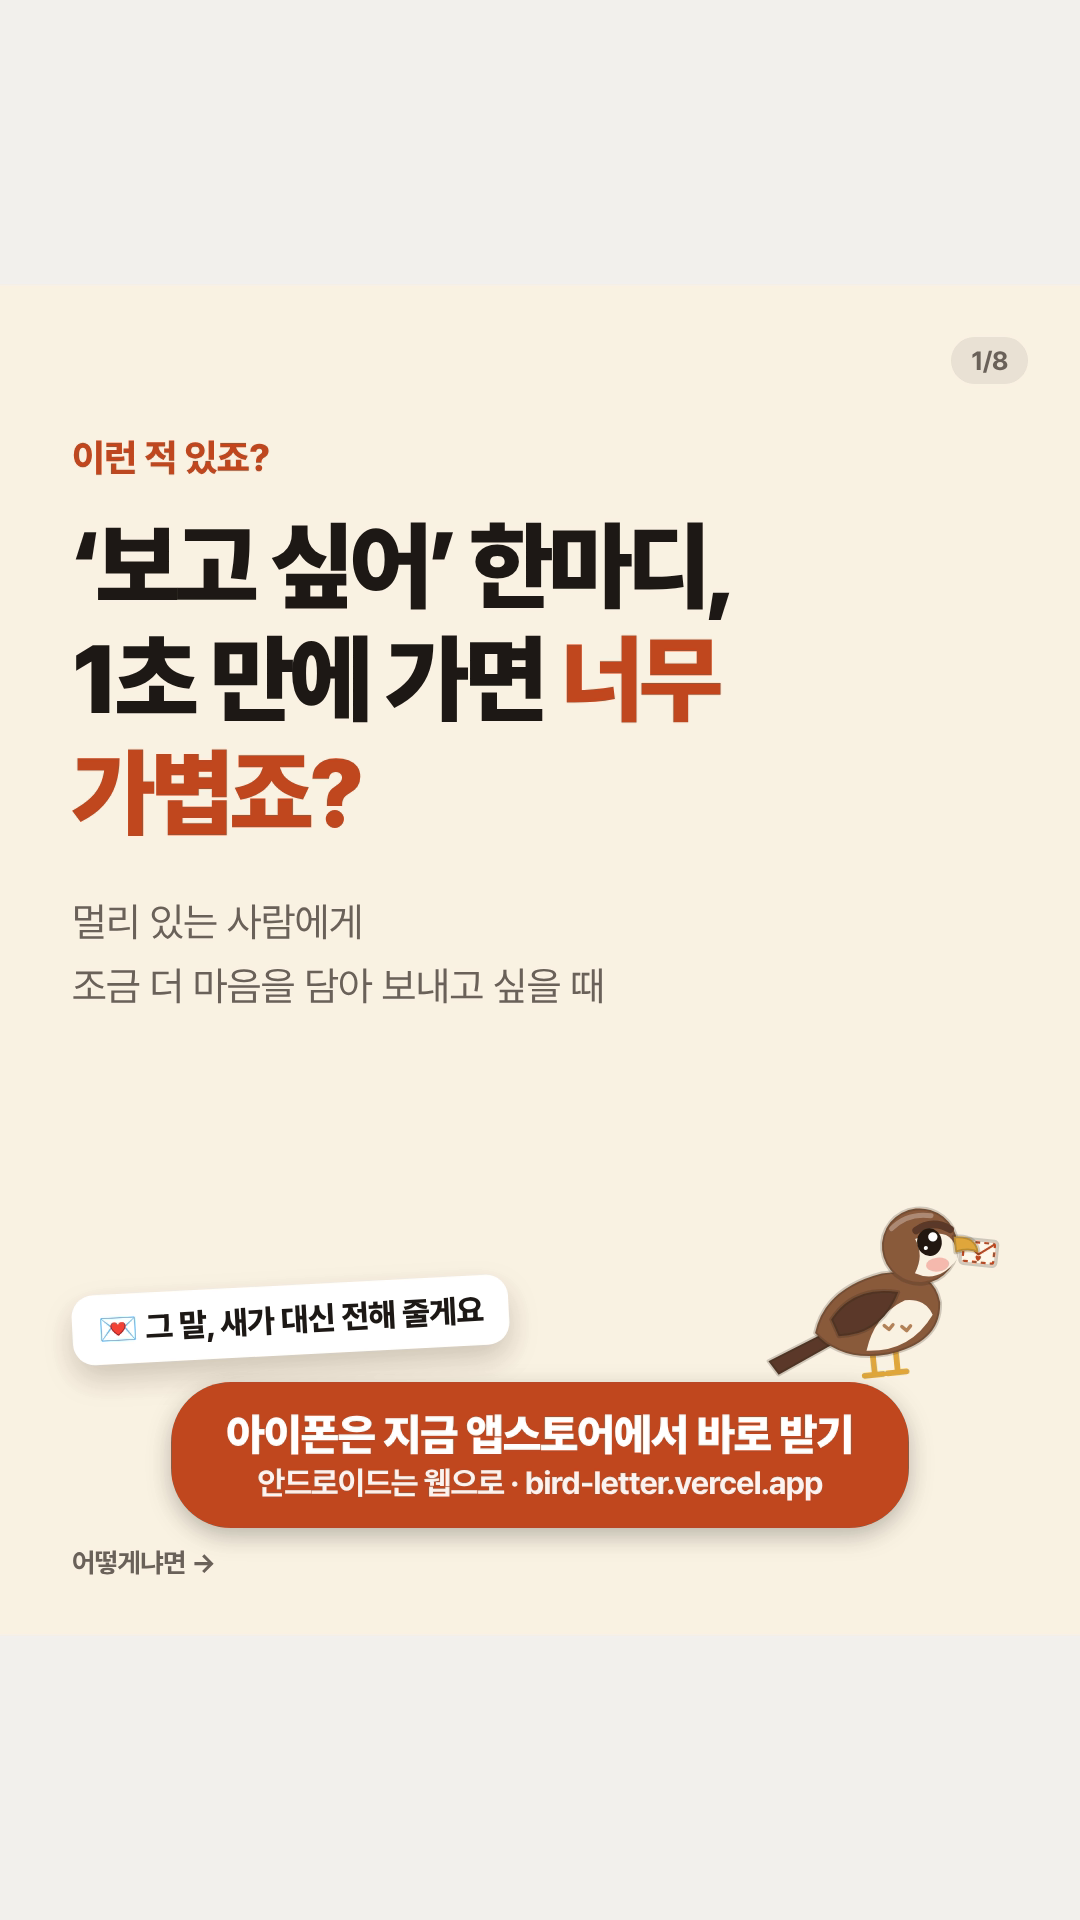 1/8
이런 적 있죠?
‘보고 싶어’ 한마디,
1초 만에 가면 너무
가볍죠?
멀리 있는 사람에게
조금 더 마음을 담아 보내고 싶을 때
💌 그 말, 새가 대신 전해 줄게요
아이폰은 지금 앱스토어에서 바로 받기
안드로이드는 웹으로 · bird-letter.vercel.app
어떻게냐면 →